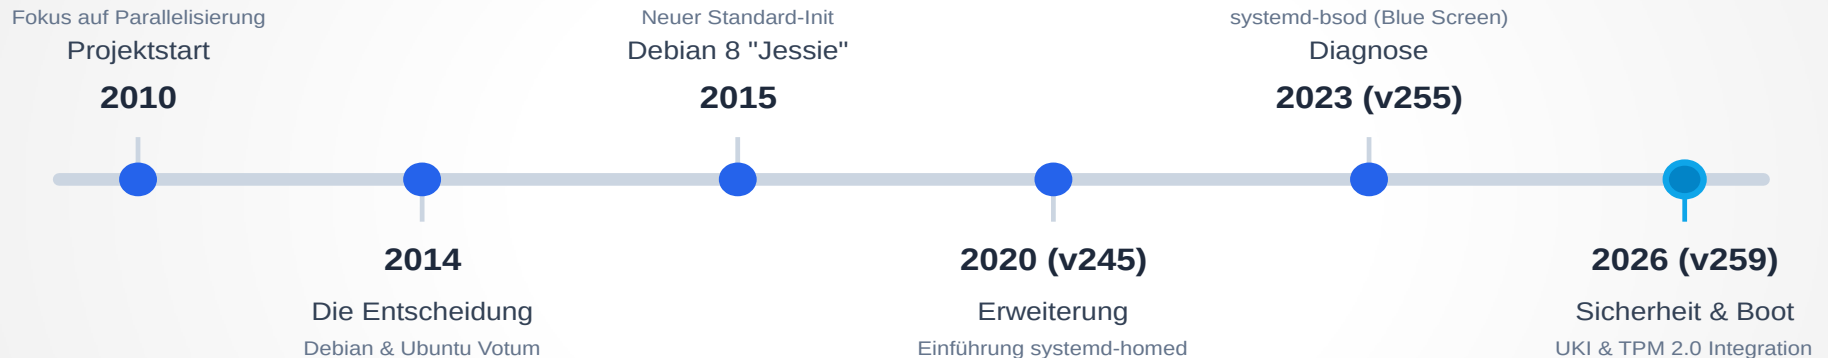 Fokus auf Parallelisierung
Projektstart
2010
2014
Die Entscheidung
Debian & Ubuntu Votum
Neuer Standard-Init
Debian 8 "Jessie"
2015
2020 (v245)
Erweiterung
Einführung systemd-homed
systemd-bsod (Blue Screen)
Diagnose
2023 (v255)
2026 (v259)
Sicherheit & Boot
UKI & TPM 2.0 Integration